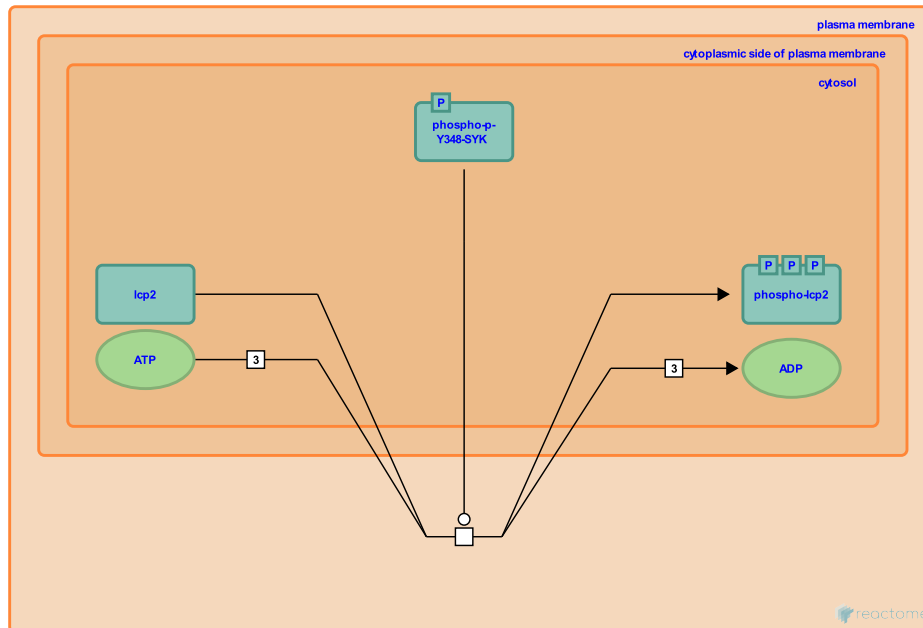 plasma membrane
cytoplasmic side of plasma membrane
cytosol
P
phospho-p-
Y348-SYK
lcp2
P P P
phospho-lcp2
ATP
3
3
ADP
reactome